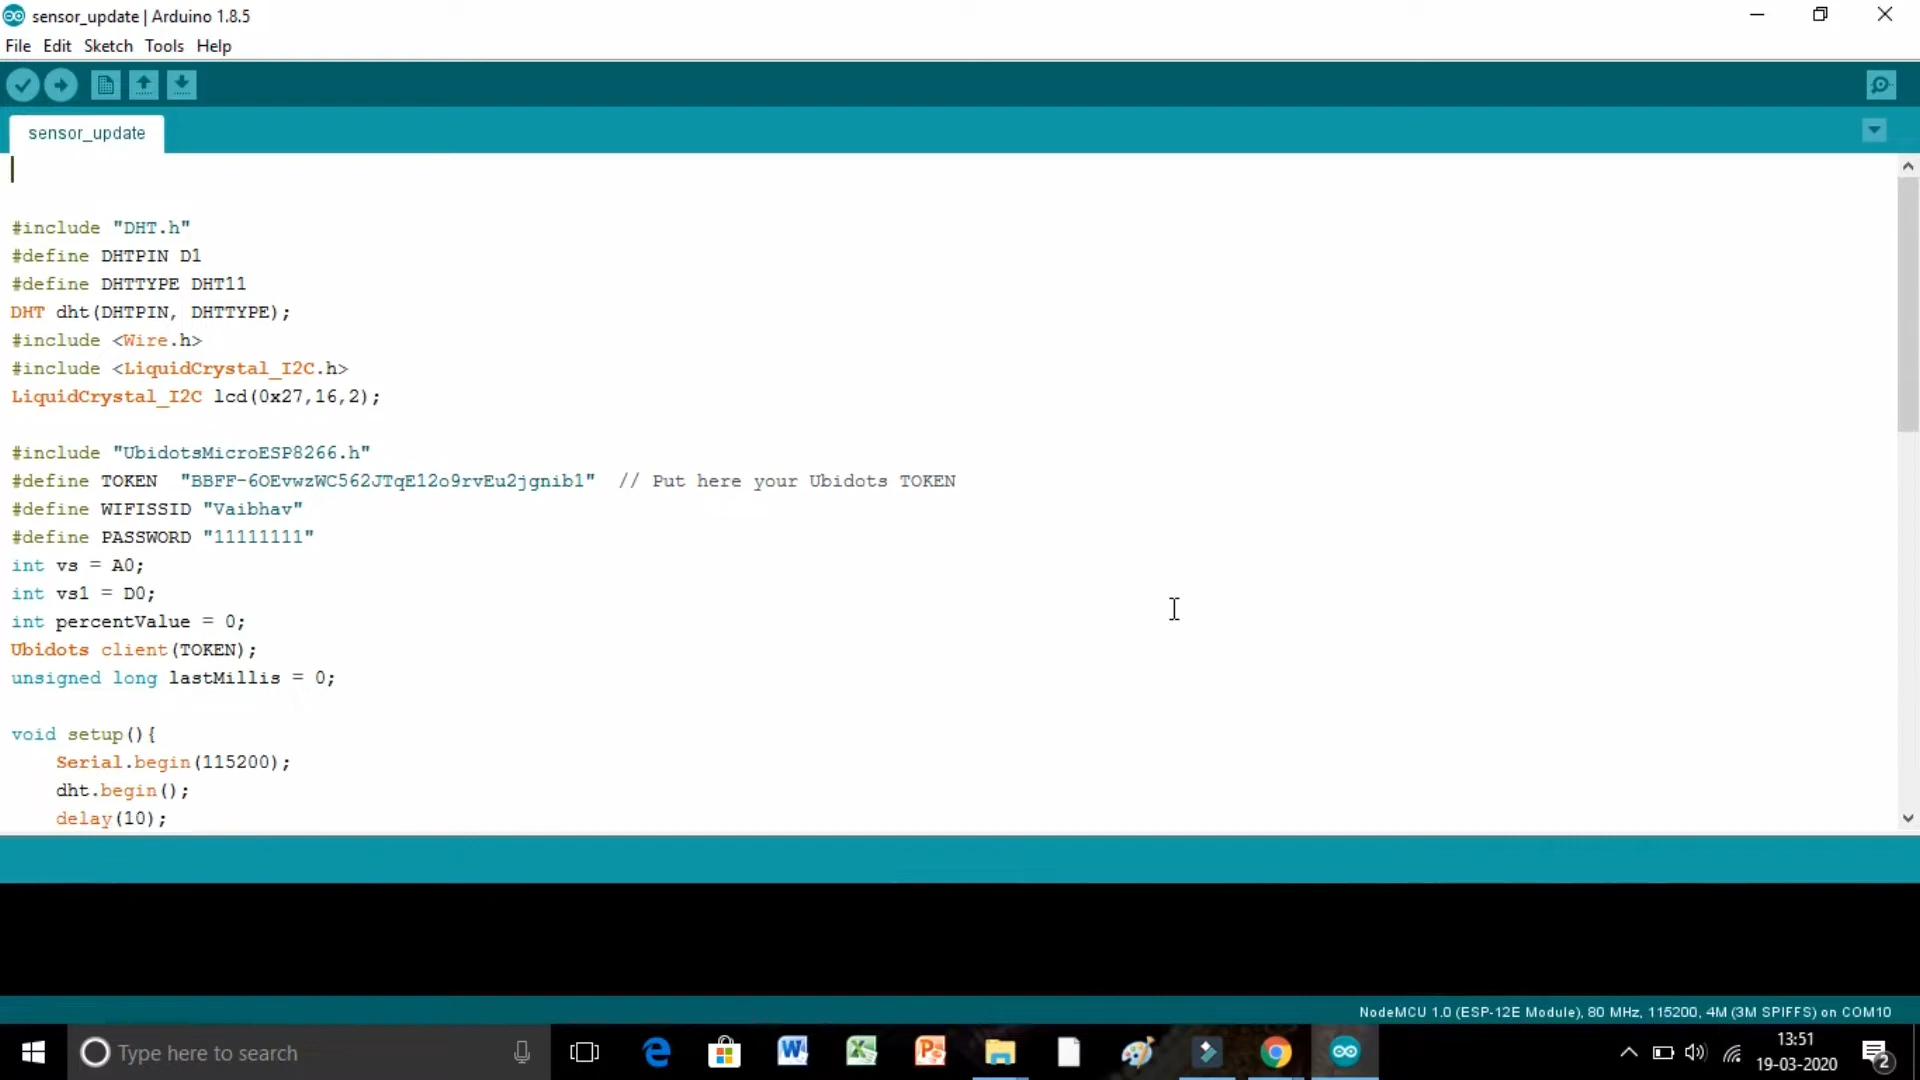 sensor_update | Arduino 1.8.5
File Edit Sketch Tools Help
sensor_update
#include "DHT.h"
#define DHTPIN D1
#define DHTTYPE DHT11
DHT dht(DHTPIN, DHTTYPE);
#include <Wire.h>
#include <LiquidCrystal_I2C.h>
LiquidCrystal_I2C lcd(0x27,16,2);
#include "UbidotsMicroESP8266.h"
#define TOKEN  "BBFF-6OEvwzWC562JTqEl2o9rvEu2jgnibl"  // Put here your Ubidots TOKEN
#define WIFISSID "Vaibhav"
#define PASSWORD "11111111"
int vs = A0;
int vs1 = D0;
int percentValue = 0;
Ubidots client(TOKEN);
unsigned long lastMillis = 0;
void setup(){
Serial.begin(115200);
dht.begin();
delay(10);
NodeMCU 1.0 (ESP-12E Module), 80 MHz, 115200, 4M (3M SPIFFS) on COM10
Type here to search
13:51
19-03-2020
2